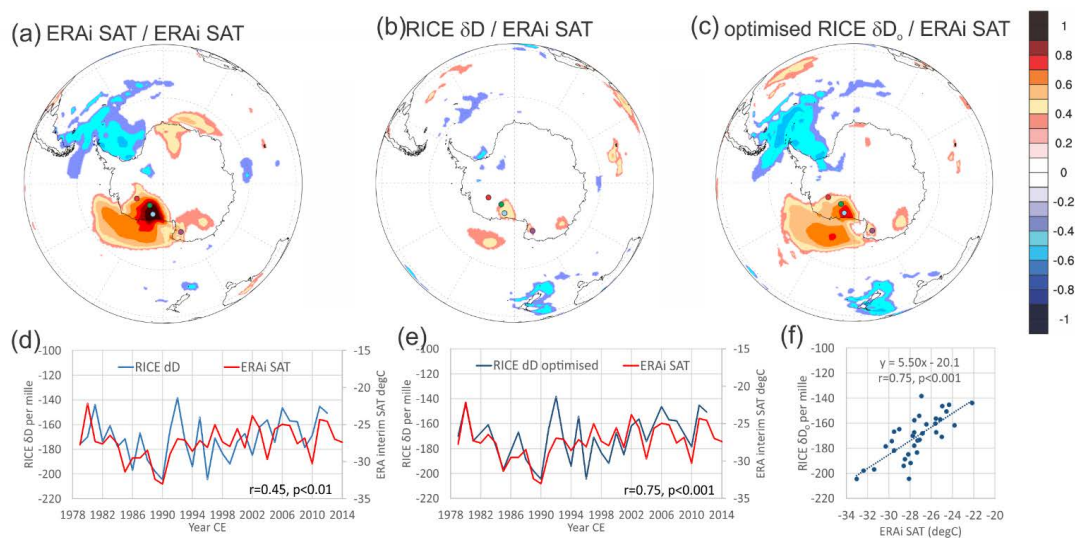 (a) ERAi SAT / ERAi SAT
(b) RICE δD / ERAi SAT
(c) optimised RICE δDₒ / ERAi SAT
1
0.8
0.6
0.4
0.2
0
0
-0.2
-0.4
-0.6
-0.8
-1
(d)
RICE dD
ERAi SAT
-100
-120
-140
-160
-180
-200
-220
RICE δD per mille
-15
-20
-25
-30
-35
ERA interim SAT degC
r=0.45, p<0.01
1978 1982 1986 1990 1994 1998 2002 2006 2010 2014
Year CE
(e)
RICE dD optimised
ERAi SAT
-100
-120
-140
-160
-180
-200
-220
RICE δD per mille
-15
-20
-25
-30
-35
ERA interim SAT degC
r=0.75, p<0.001
1978 1982 1986 1990 1994 1998 2002 2006 2010 2014
Year CE
(f)
y = 5.50x - 20.1
r=0.75, p<0.001
-100
-120
-140
-160
-180
-200
-220
RICE δDₒ per mille
-34 -32 -30 -28 -26 -24 -22 -20
ERAi SAT (degC)